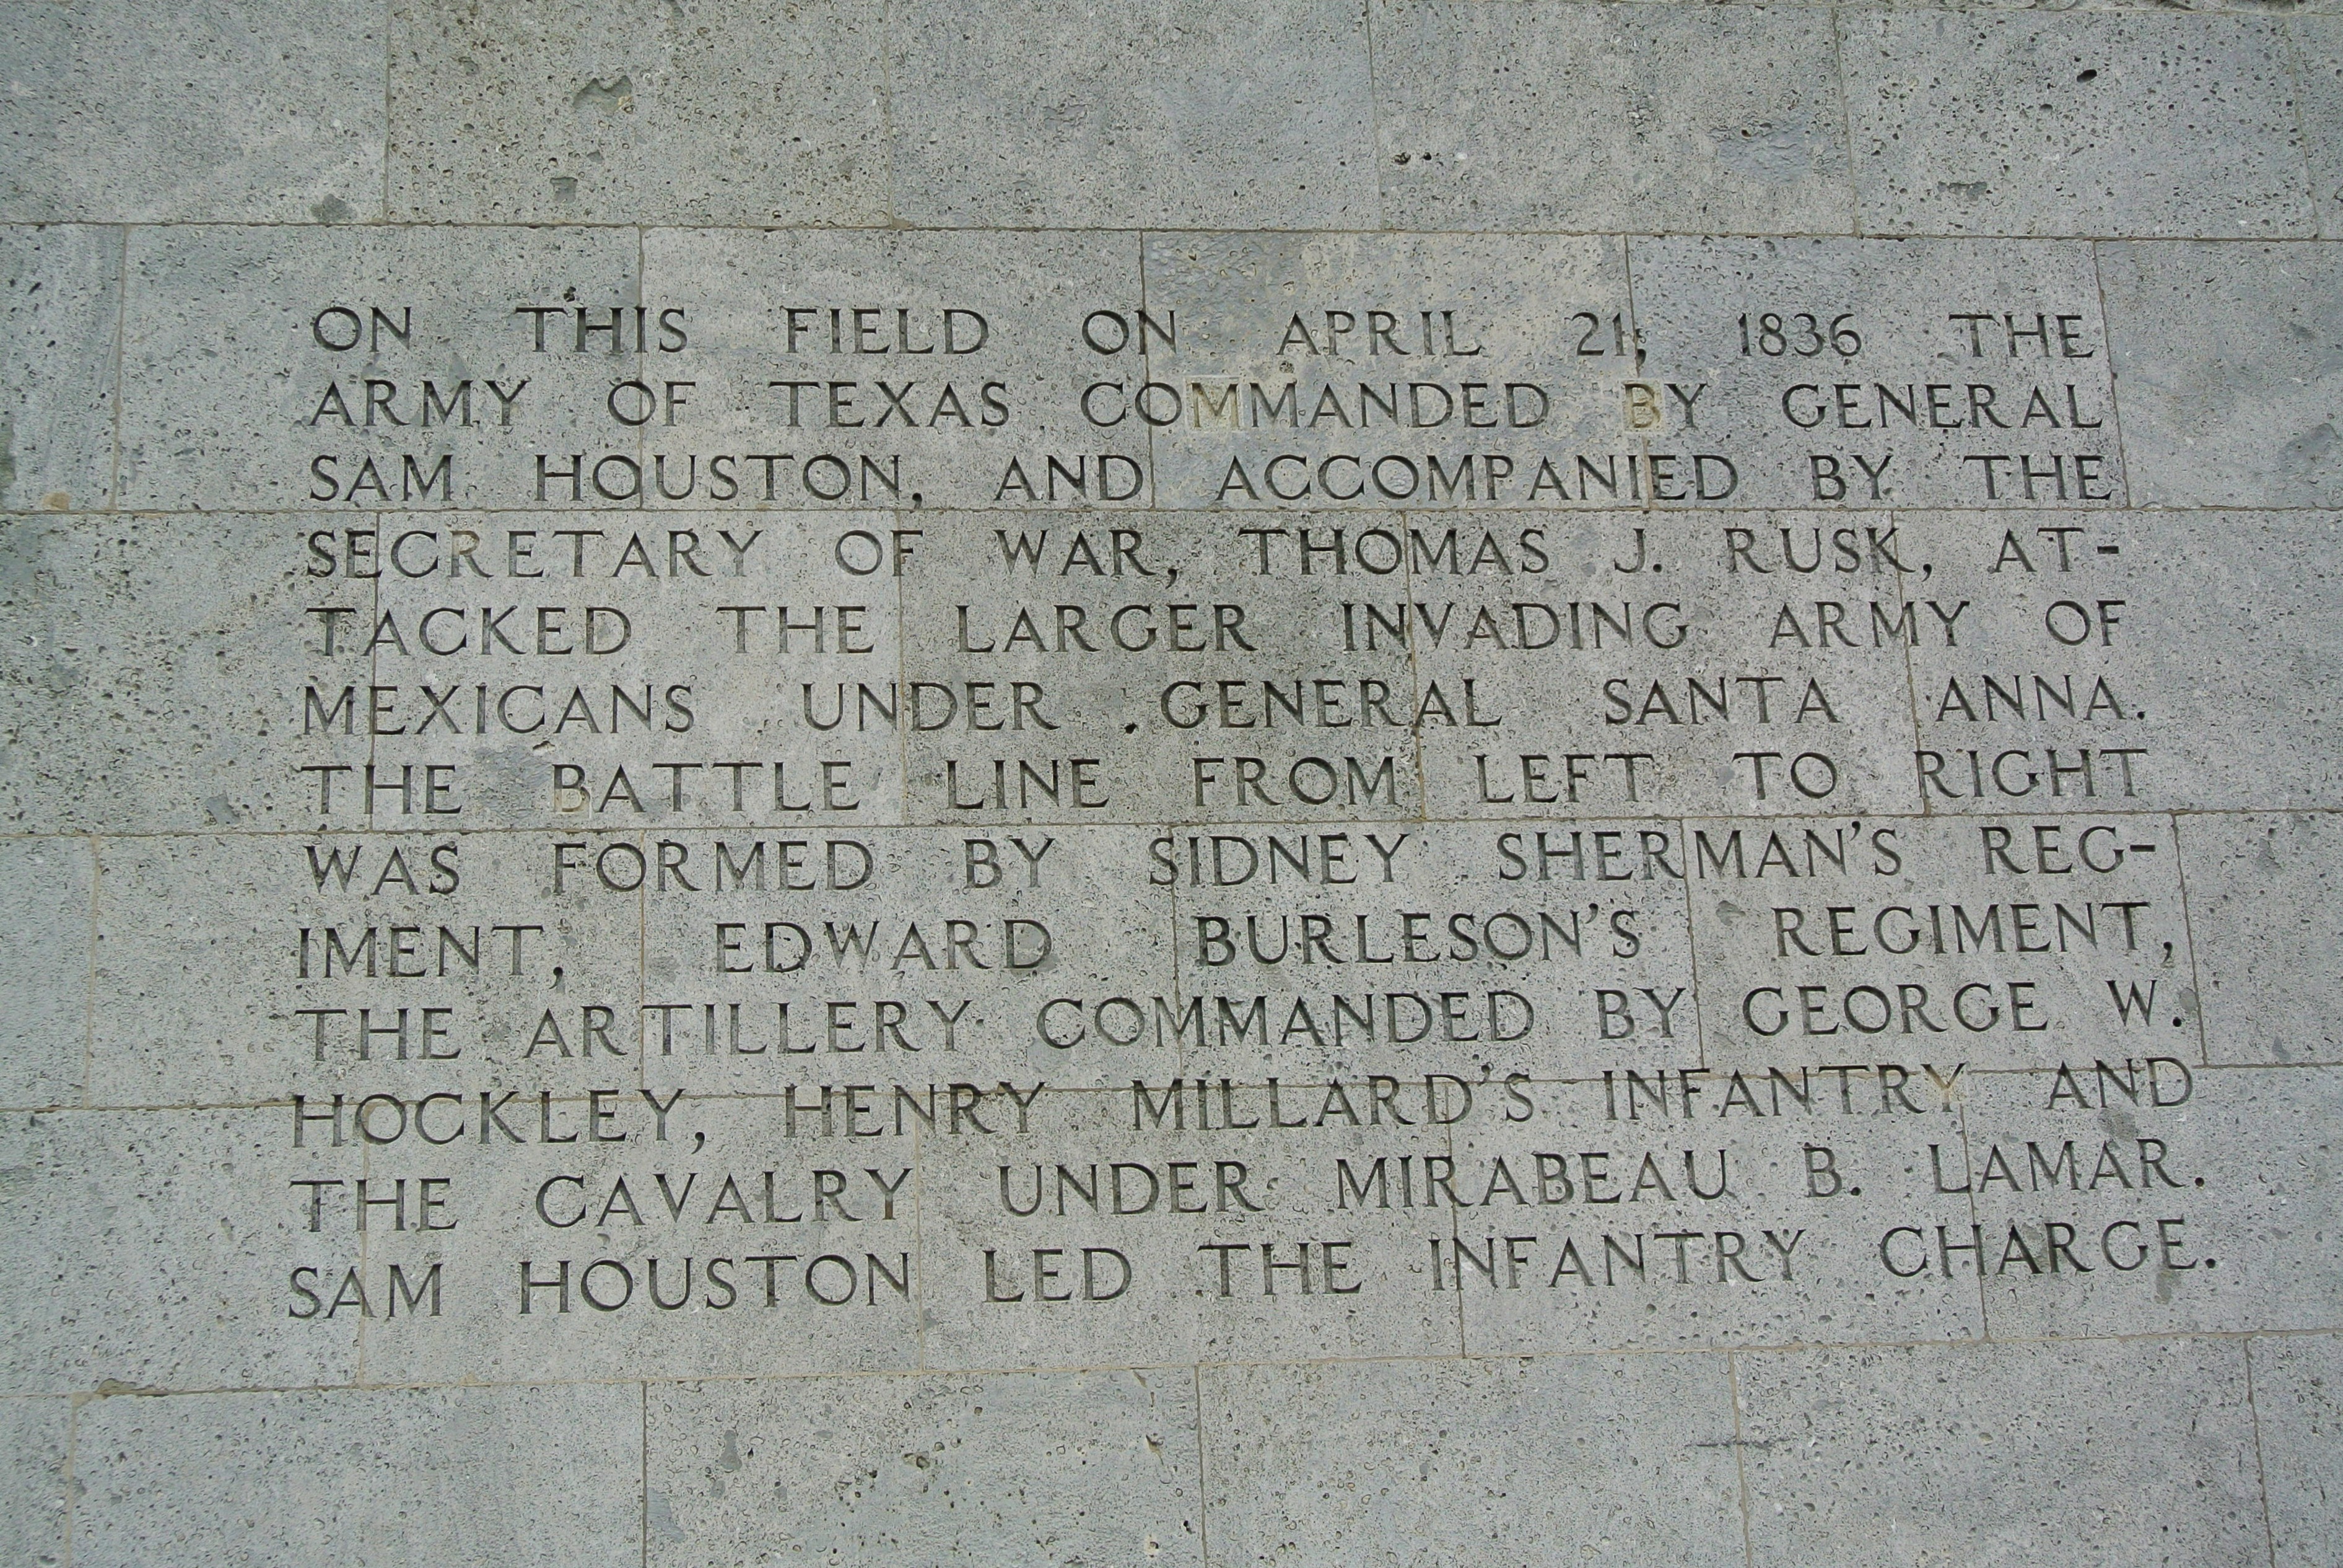 ON THIS FIELD ON APRIL 21, 1836 THE
ARMY OF TEXAS COMMANDED BY GENERAL
SAM HOUSTON, AND ACCOMPANIED BY THE
SECRETARY OF WAR, THOMAS J. RUSK, AT-
TACKED THE LARGER INVADING ARMY OF
MEXICANS UNDER GENERAL SANTA ANNA.
THE BATTLE LINE FROM LEFT TO RIGHT
WAS FORMED BY SIDNEY SHERMAN'S REG-
IMENT, EDWARD BURLESON'S REGIMENT,
THE ARTILLERY COMMANDED BY GEORGE W.
HOCKLEY, HENRY MILLARD'S INFANTRY AND
THE CAVALRY UNDER MIRABEAU B. LAMAR.
SAM HOUSTON LED THE INFANTRY CHARGE.